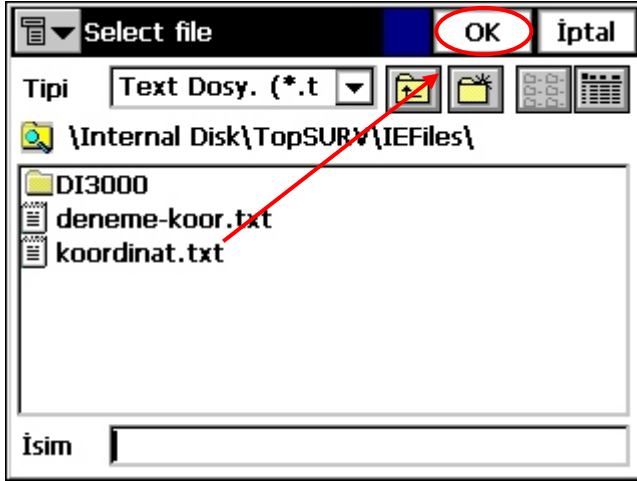 Select file OK İptal
Tipi Text Dosy. (*.t
\Internal Disk\TopSURV\IEFiles\
DI3000
deneme-koor.txt
koordinat.txt
İsim